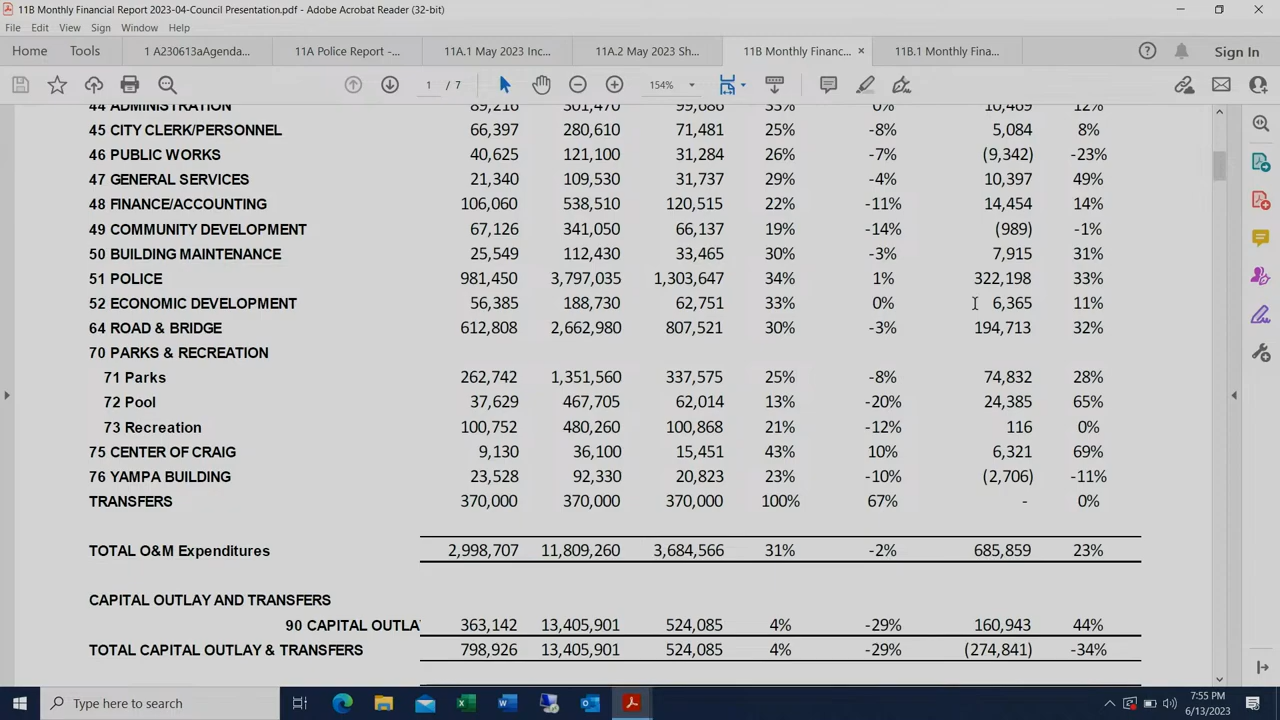 11B Monthly Financial Report 2023-04-Council Presentation.pdf - Adobe Acrobat Reader (32-bit)
File Edit View Sign Window Help
Home Tools 1 A230613aAgenda... 11A Police Report -... 11A.1 May 2023 Inc... 11A.2 May 2023 Sh... 11B Monthly Financ... × 11B.1 Monthly Fina... Sign In
1 / 7 154%
44 ADMINISTRATION 89,216 301,470 99,686 33% 0% 10,469 12%
45 CITY CLERK/PERSONNEL 66,397 280,610 71,481 25% -8% 5,084 8%
46 PUBLIC WORKS 40,625 121,100 31,284 26% -7% (9,342) -23%
47 GENERAL SERVICES 21,340 109,530 31,737 29% -4% 10,397 49%
48 FINANCE/ACCOUNTING 106,060 538,510 120,515 22% -11% 14,454 14%
49 COMMUNITY DEVELOPMENT 67,126 341,050 66,137 19% -14% (989) -1%
50 BUILDING MAINTENANCE 25,549 112,430 33,465 30% -3% 7,915 31%
51 POLICE 981,450 3,797,035 1,303,647 34% 1% 322,198 33%
52 ECONOMIC DEVELOPMENT 56,385 188,730 62,751 33% 0% 6,365 11%
64 ROAD & BRIDGE 612,808 2,662,980 807,521 30% -3% 194,713 32%
70 PARKS & RECREATION
71 Parks 262,742 1,351,560 337,575 25% -8% 74,832 28%
72 Pool 37,629 467,705 62,014 13% -20% 24,385 65%
73 Recreation 100,752 480,260 100,868 21% -12% 116 0%
75 CENTER OF CRAIG 9,130 36,100 15,451 43% 10% 6,321 69%
76 YAMPA BUILDING 23,528 92,330 20,823 23% -10% (2,706) -11%
TRANSFERS 370,000 370,000 370,000 100% 67% - 0%
TOTAL O&M Expenditures 2,998,707 11,809,260 3,684,566 31% -2% 685,859 23%
CAPITAL OUTLAY AND TRANSFERS
90 CAPITAL OUTLA 363,142 13,405,901 524,085 4% -29% 160,943 44%
TOTAL CAPITAL OUTLAY & TRANSFERS 798,926 13,405,901 524,085 4% -29% (274,841) -34%
Type here to search 7:55 PM
6/13/2023